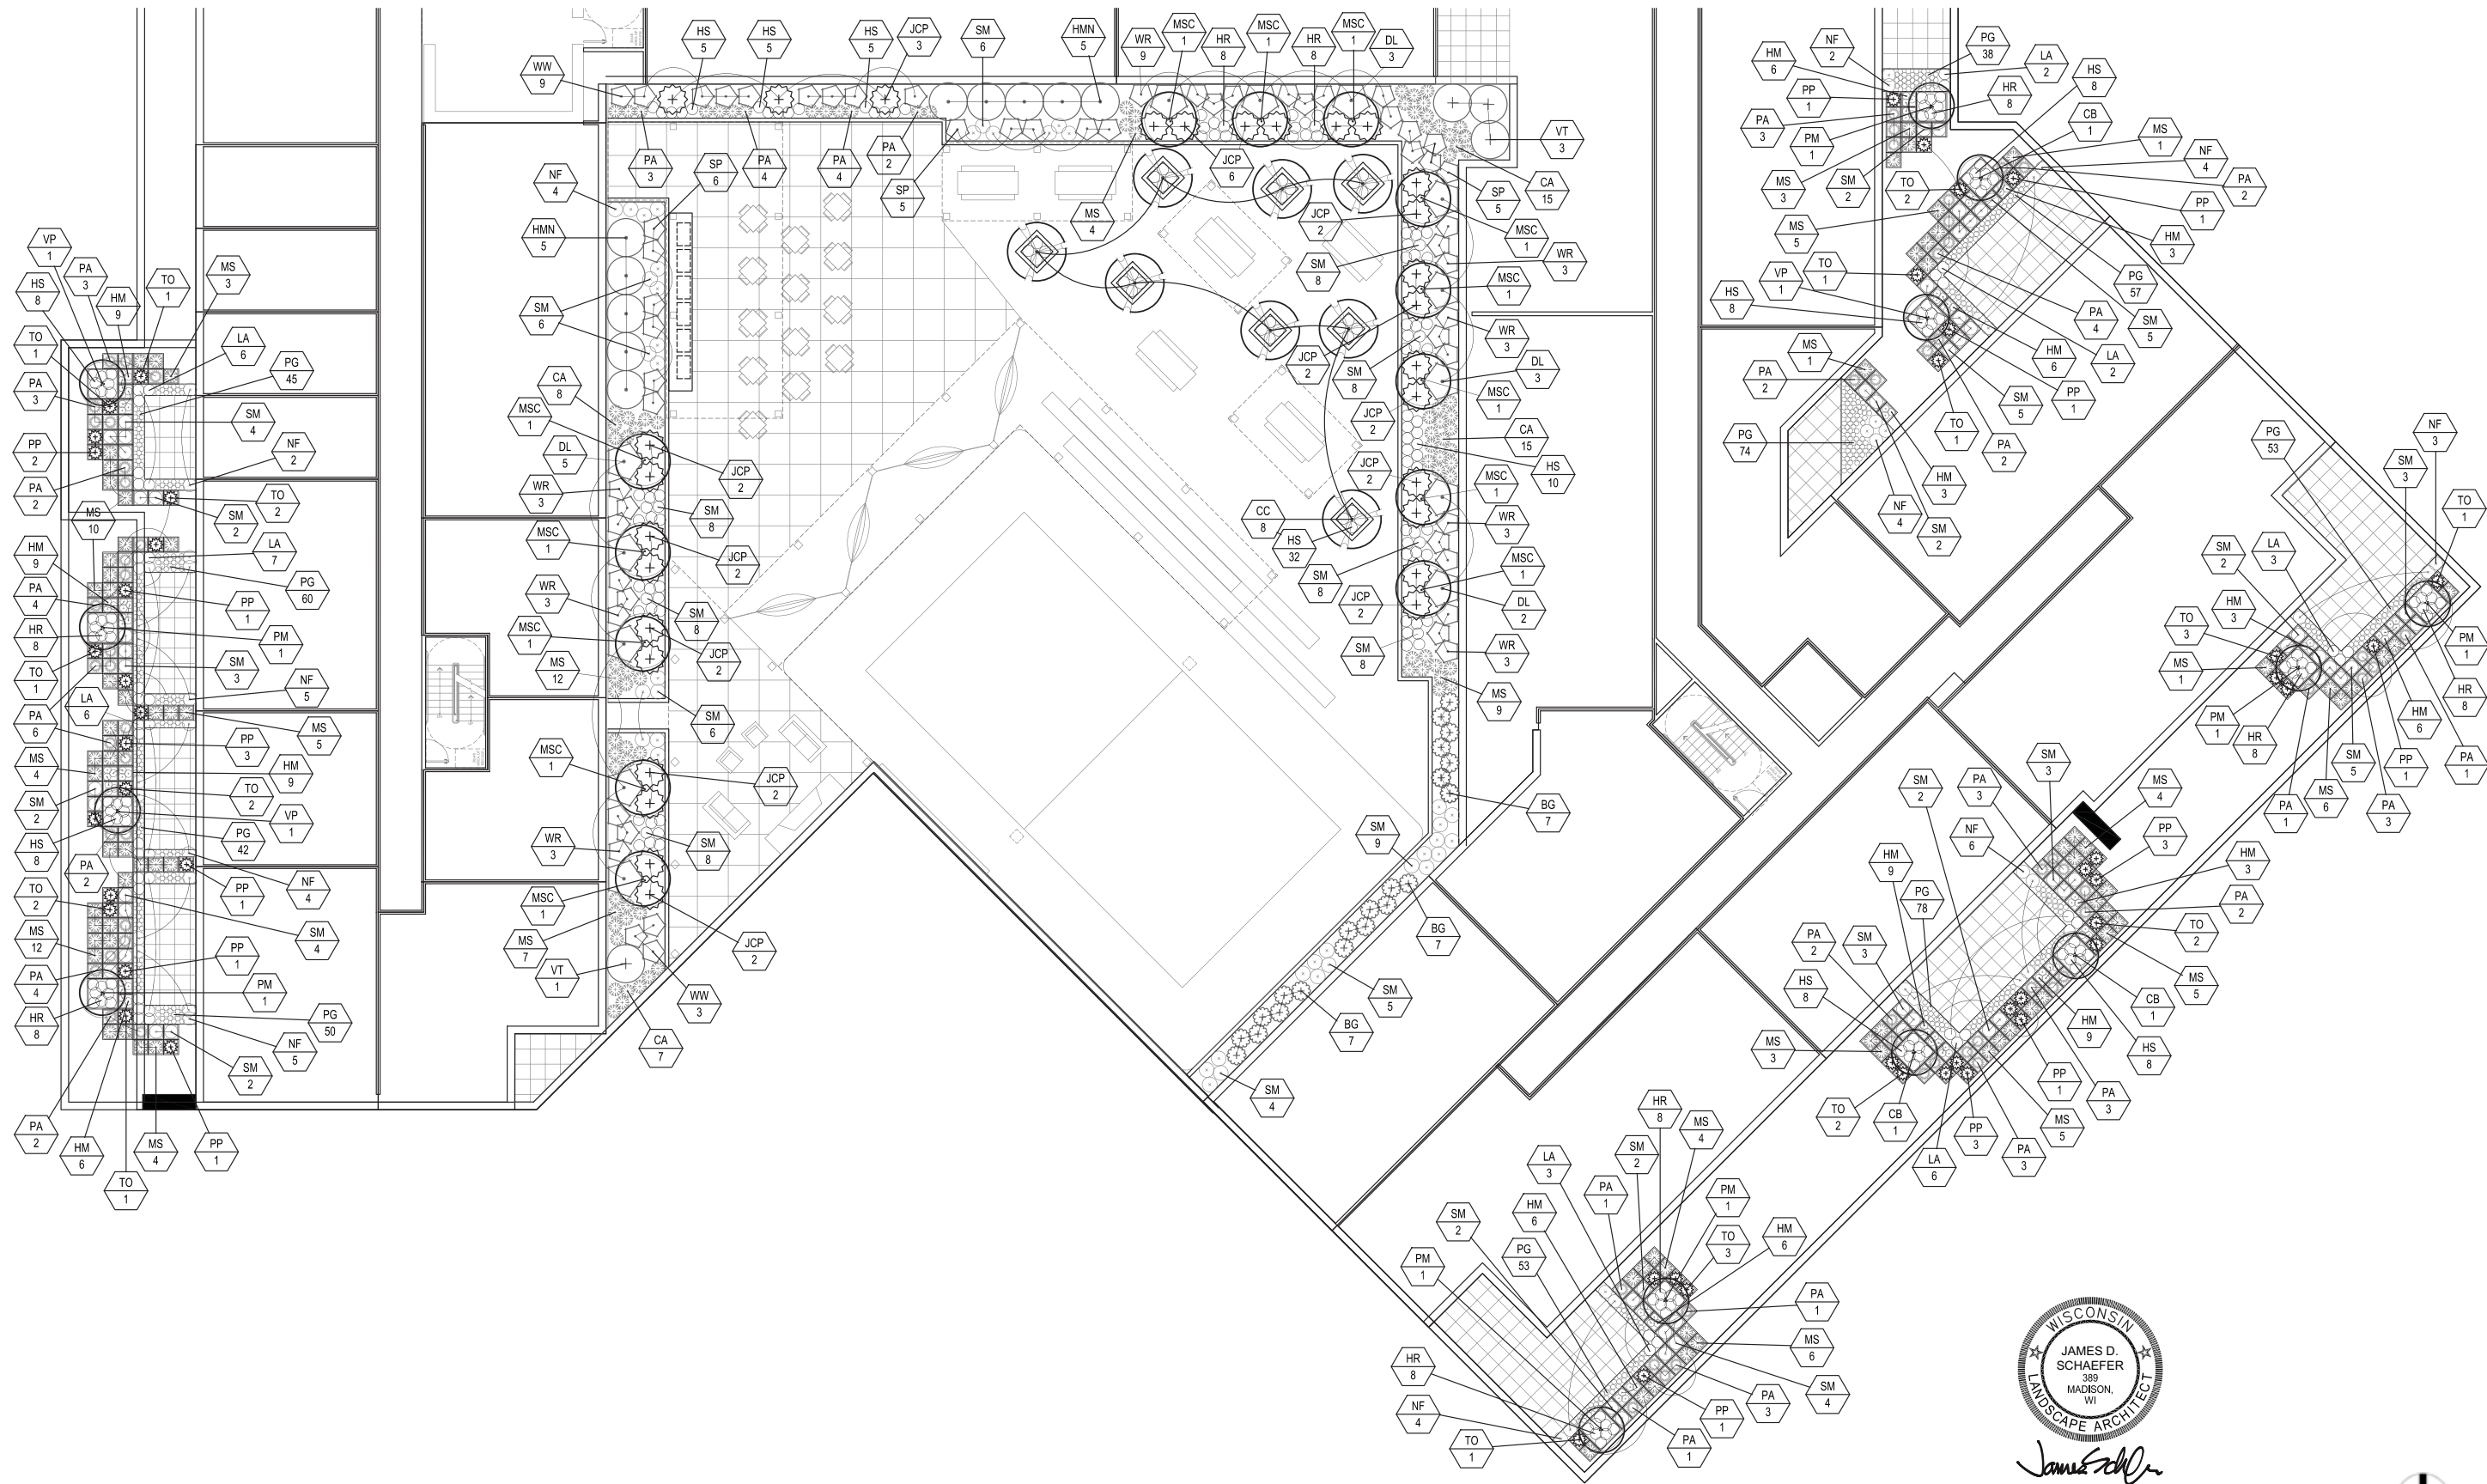 HS
5
HS
5
HS
5
JCP
3
SM
6
HMN
5
WR
9
MSC
1
HR
8
MSC
1
HR
8
MSC
1
DL
3
WW
9
PA
3
PA
4
PA
4
PA
2
SP
6
SP
5
MS
4
JCP
6
VT
3
CA
15
SP
5
JCP
2
MSC
1
WR
3
SM
8
MSC
1
WR
3
JCP
2
SM
8
DL
3
MSC
1
JCP
2
CA
15
HS
10
JCP
2
MSC
1
WR
3
CC
8
HS
32
SM
8
MSC
1
JCP
2
DL
2
SM
8
WR
3
MS
9
BG
7
SM
9
BG
7
SM
5
BG
7
SM
4
NF
4
HMN
5
SM
6
CA
8
MSC
1
DL
5
JCP
2
WR
3
SM
8
MSC
1
JCP
2
WR
3
SM
8
MSC
1
JCP
2
MS
12
SM
6
MSC
1
JCP
2
WR
3
SM
8
MSC
1
MS
7
JCP
2
VT
1
WW
3
CA
7
VP
1
PA
3
HS
8
HM
9
TO
1
MS
3
TO
1
LA
6
PG
45
PA
3
SM
4
PP
2
NF
2
PA
2
TO
2
SM
2
MS
10
HM
9
LA
7
PA
4
PG
60
HR
8
PP
1
PM
1
TO
1
SM
3
LA
6
NF
5
PA
6
MS
5
MS
4
PP
3
HM
9
SM
2
TO
2
VP
1
HS
8
PG
42
PA
2
PP
1
NF
4
TO
2
SM
4
MS
12
PP
1
PA
4
PM
1
HR
8
PG
50
NF
5
SM
2
PA
2
HM
6
MS
4
PP
1
TO
1
NF
2
PG
38
HM
6
LA
2
PP
1
HS
8
HR
8
PA
3
CB
1
PM
1
MS
1
NF
4
MS
3
SM
2
TO
2
PA
2
PP
1
MS
5
HM
3
PG
57
TO
1
VP
1
HS
8
PA
4
SM
5
LA
2
HM
6
PP
1
SM
5
PA
2
TO
1
MS
1
PA
2
PG
74
HM
3
NF
4
SM
2
PG
53
NF
3
SM
3
TO
1
SM
2
LA
3
HM
3
TO
3
MS
1
PM
1
HR
8
PA
1
MS
6
SM
5
PA
3
PP
1
HM
6
PA
1
HR
8
PM
1
SM
3
PA
3
SM
2
MS
4
NF
6
PP
3
HM
9
HM
3
PG
78
PA
2
PA
2
SM
3
TO
2
HS
8
MS
5
CB
1
MS
3
HM
9
HS
8
PP
1
PA
3
TO
2
CB
1
MS
5
PP
3
PA
3
LA
6
HR
8
MS
4
SM
2
LA
3
PA
1
PM
1
HM
6
TO
3
HM
6
SM
2
PG
53
PM
1
PA
1
MS
6
HR
8
SM
4
PA
3
NF
4
PP
1
TO
1
PA
1
WISCONSIN
JAMES D.
SCHAEFER
389
MADISON,
WI
LANDSCAPE ARCHITECT